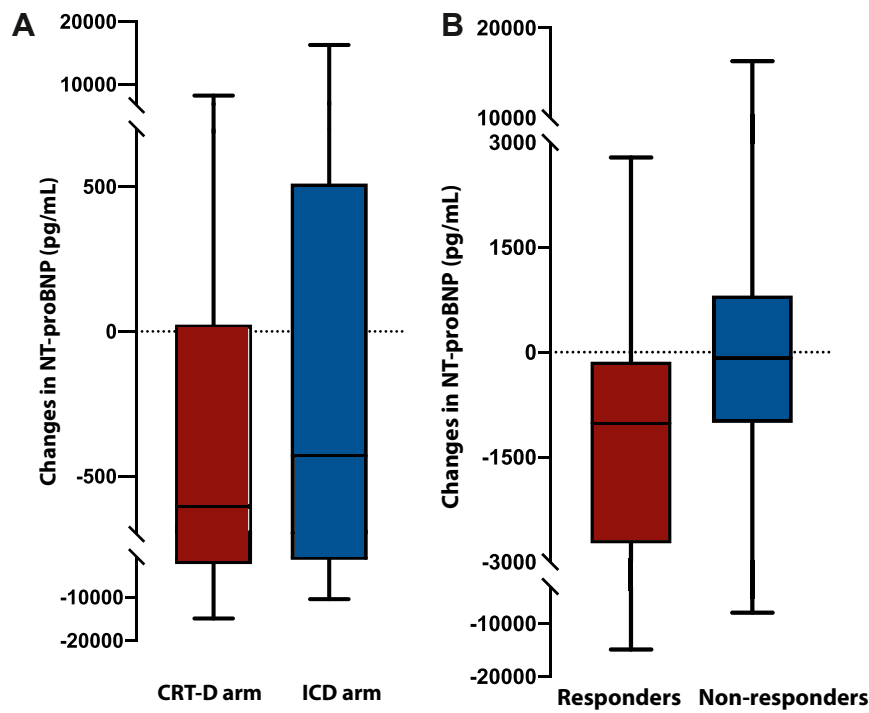 A
20000
10000
500
0
-500
-10000
-20000
Changes in NT-proBNP (pg/mL)
CRT-D arm
ICD arm
B
20000
10000
3000
1500
0
-1500
-3000
-10000
-20000
Changes in NT-proBNP (pg/mL)
Responders
Non-responders